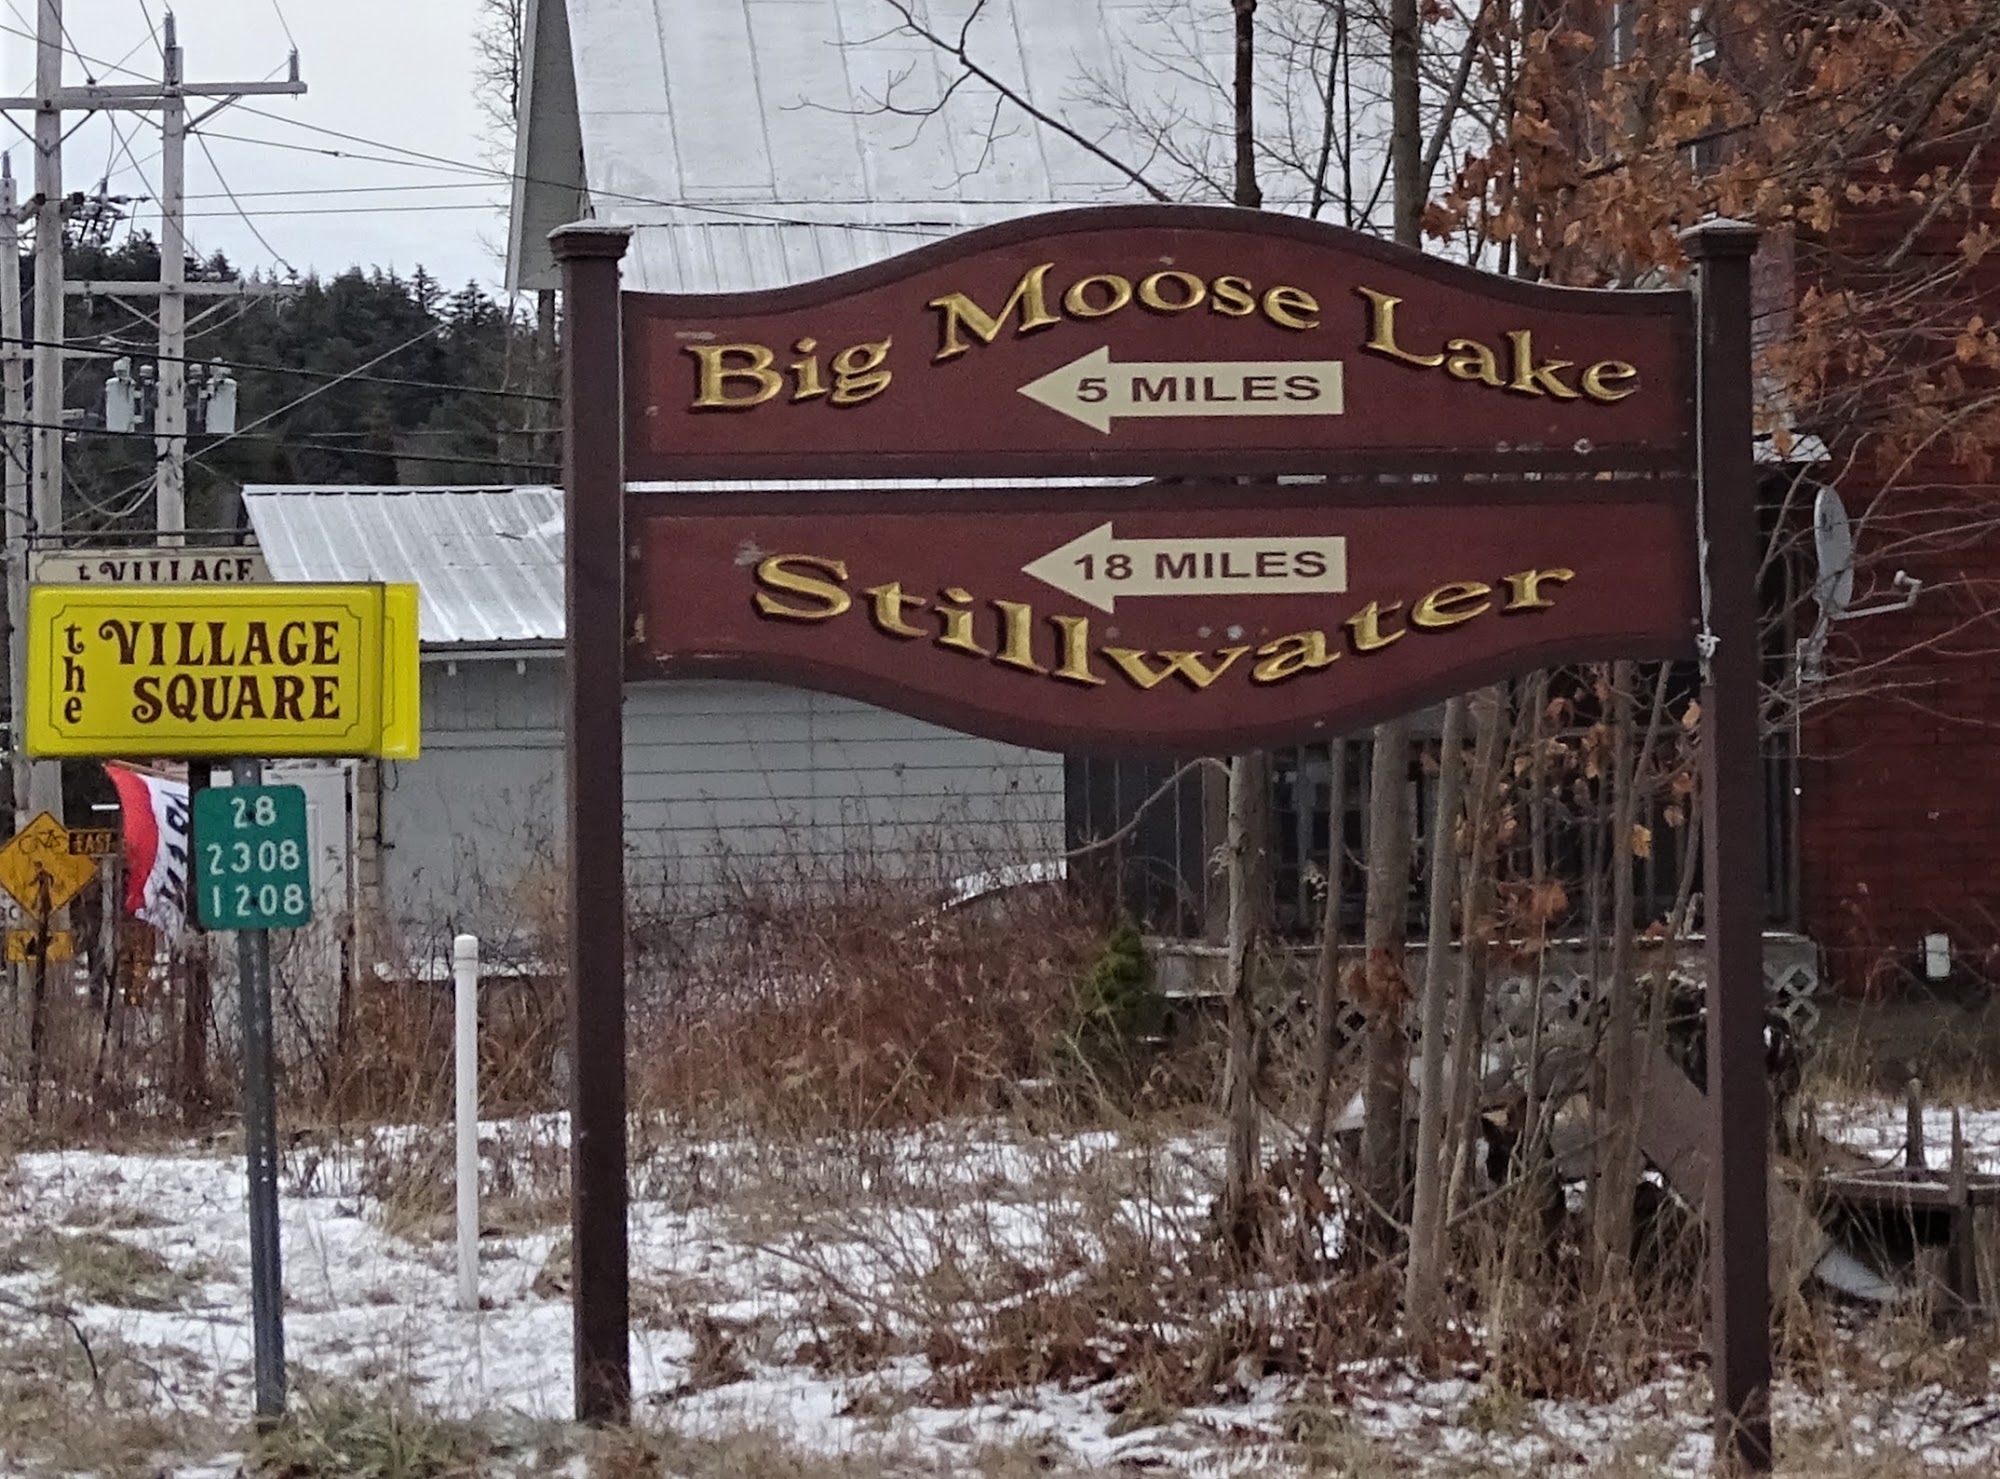 Big Moose Lake
5 MILES
18 MILES
Stillwater
t VILLAGE
the VILLAGE
SQUARE
28
2308
1208
EAST